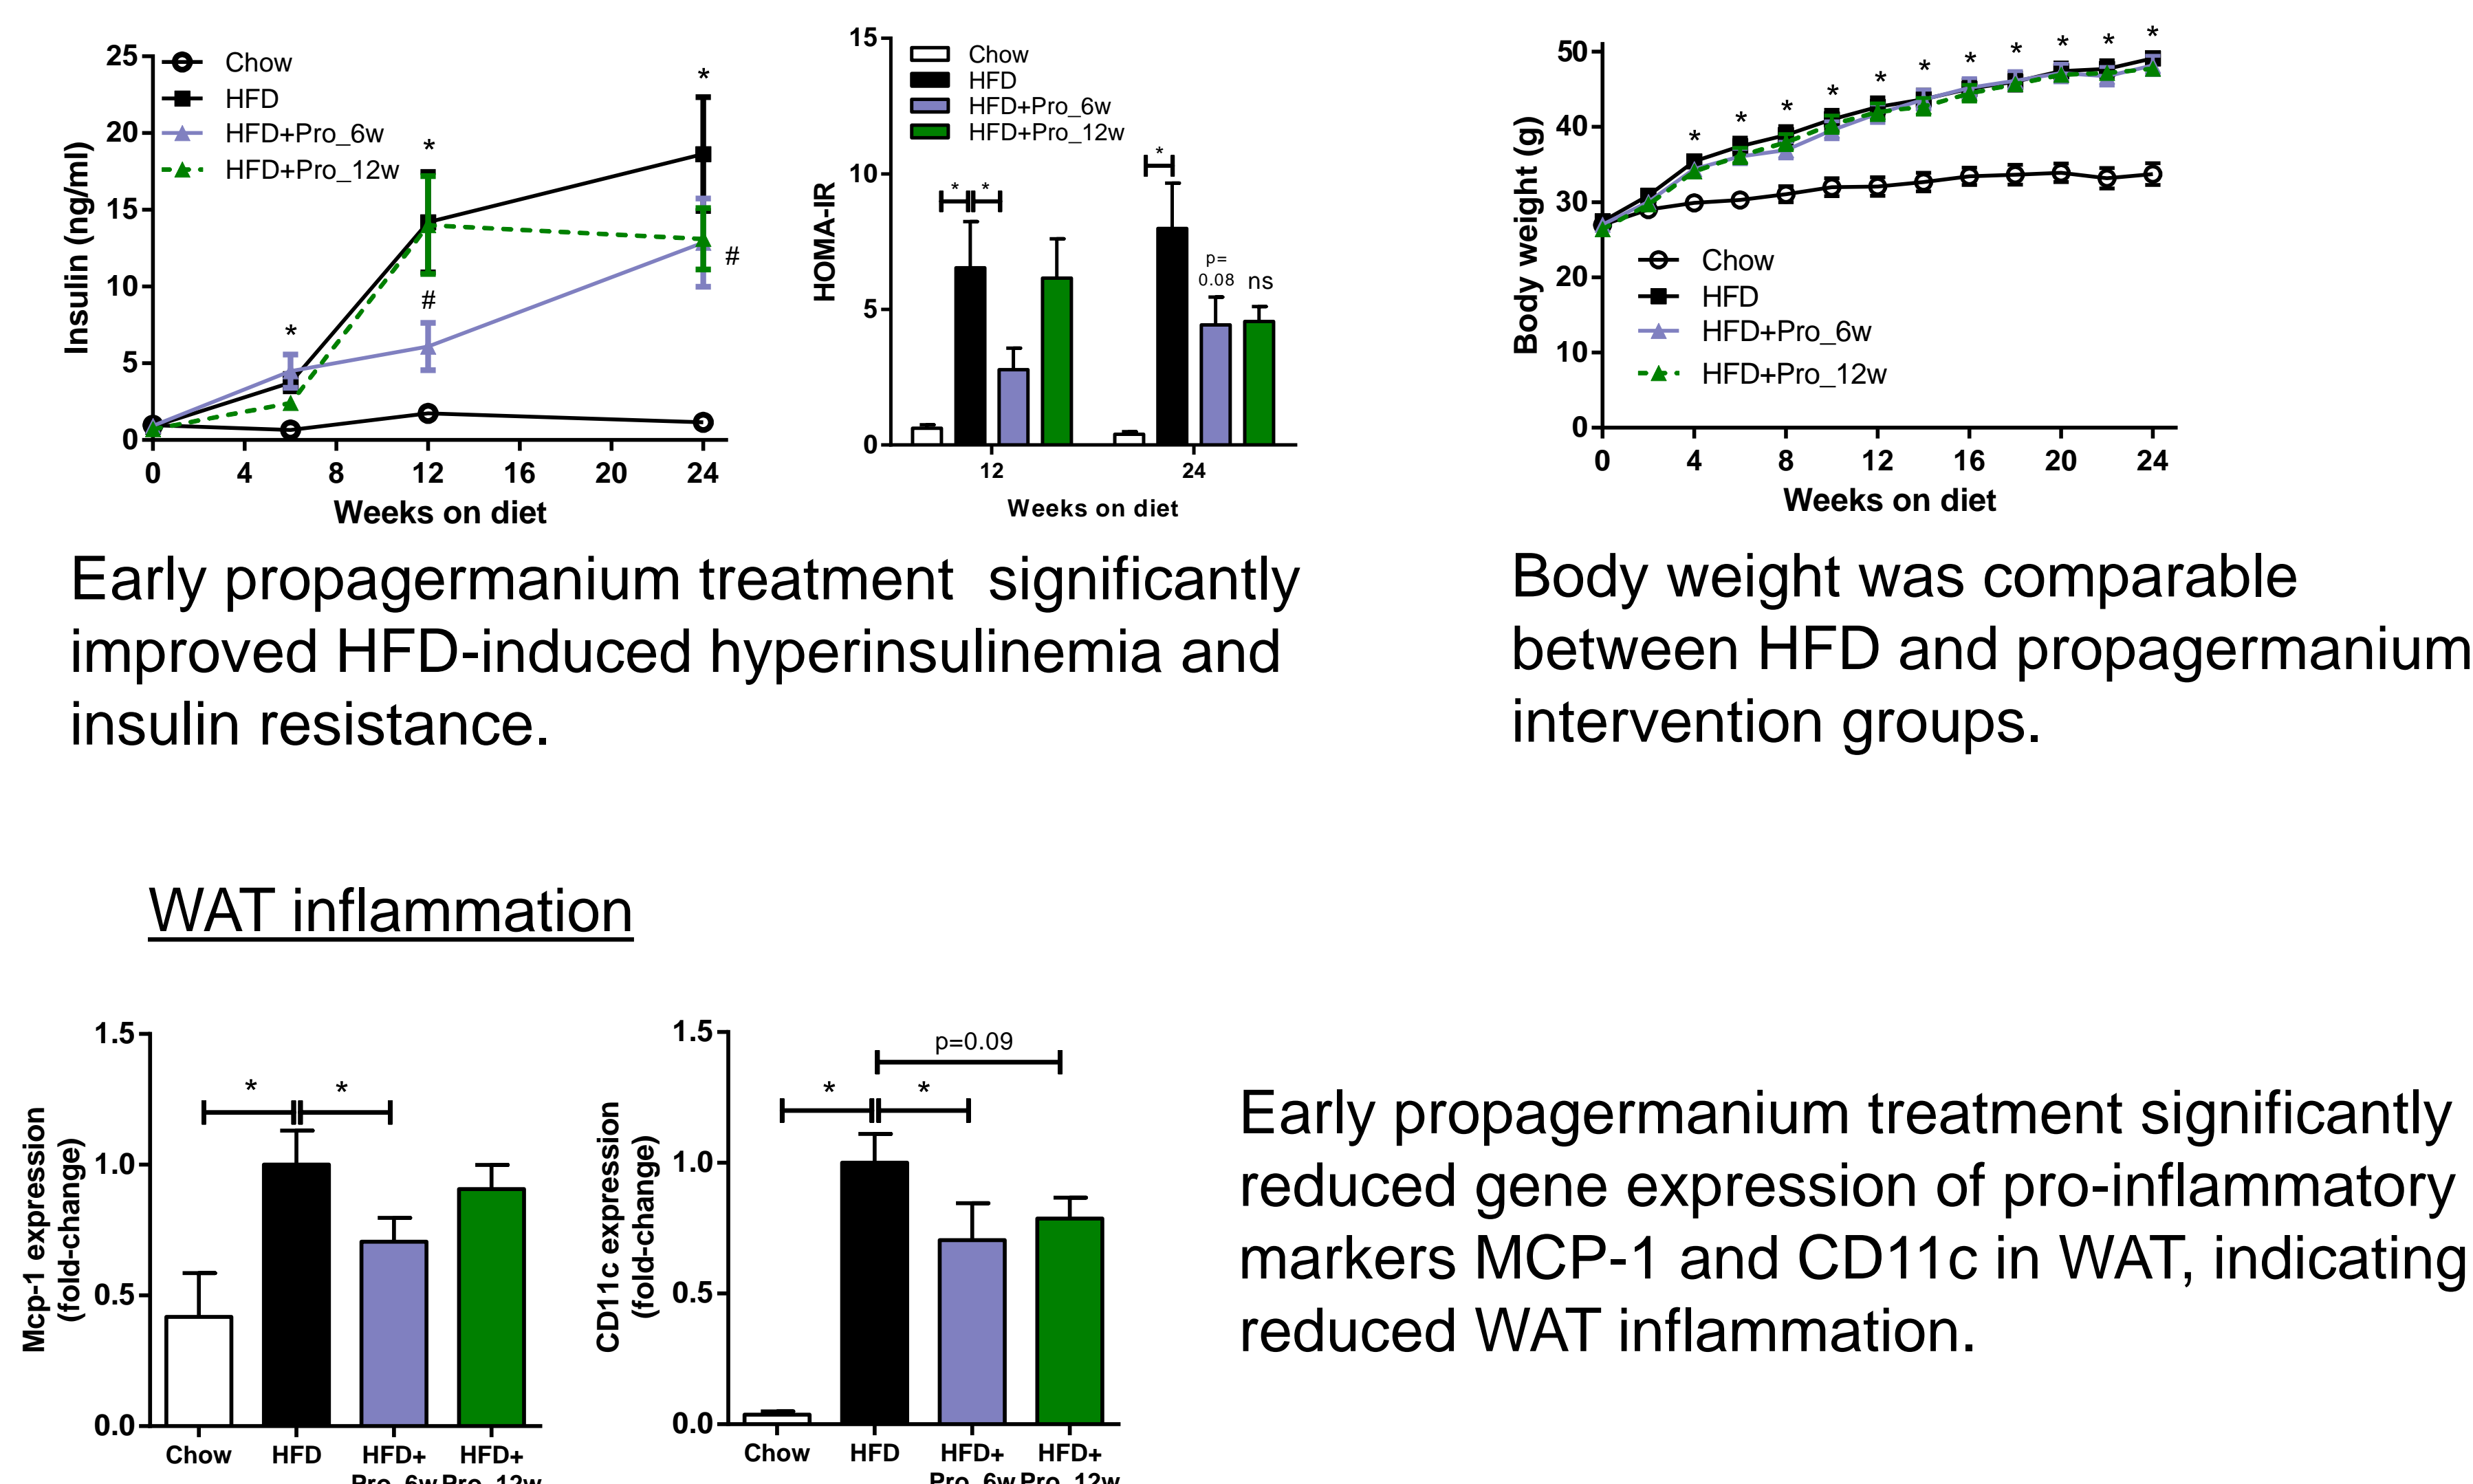 25
20
15
10
5
0
Insulin (ng/ml)
Chow
HFD
HFD+Pro_6w
HFD+Pro_12w
*
*
#
*
#
0 4 8 12 16 20 24
Weeks on diet
15
10
5
0
HOMA-IR
Chow
HFD
HFD+Pro_6w
HFD+Pro_12w
* *
*
p=
0.08 ns
12 24
Weeks on diet
50
40
30
20
10
0
Body weight (g)
* * * * * * * * * * *
Chow
HFD
HFD+Pro_6w
HFD+Pro_12w
0 4 8 12 16 20 24
Weeks on diet
Early propagermanium treatment  significantly
improved HFD-induced hyperinsulinemia and
insulin resistance.
Body weight was comparable
between HFD and propagermanium
intervention groups.
WAT inflammation
1.5
1.0
0.5
0.0
Mcp-1 expression
(fold-change)
* *
Chow HFD HFD+ HFD+
Pro_6w Pro_12w
1.5
1.0
0.5
0.0
CD11c expression
(fold-change)
p=0.09
* *
Chow HFD HFD+ HFD+
Pro_6w Pro_12w
Early propagermanium treatment significantly
reduced gene expression of pro-inflammatory
markers MCP-1 and CD11c in WAT, indicating
reduced WAT inflammation.